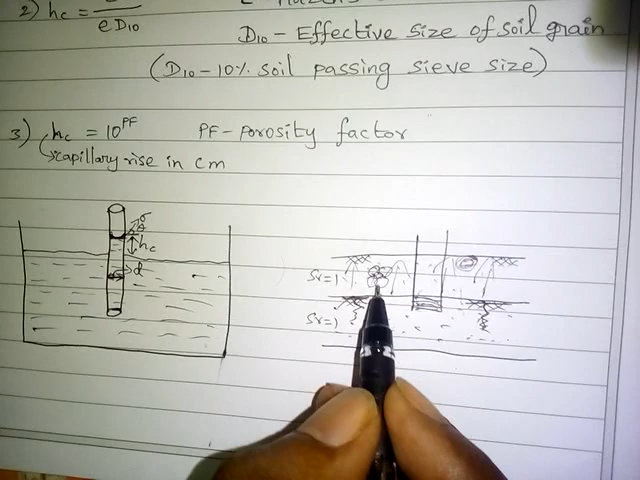 2) hc =
eD10
D10 - Effective size of soil grain
(D10 - 10% soil passing sieve size)
3) hc = 10^PF PF - porosity factor
capillary rise in cm
σ
θ
hc
d
Sr=1
Sr=1